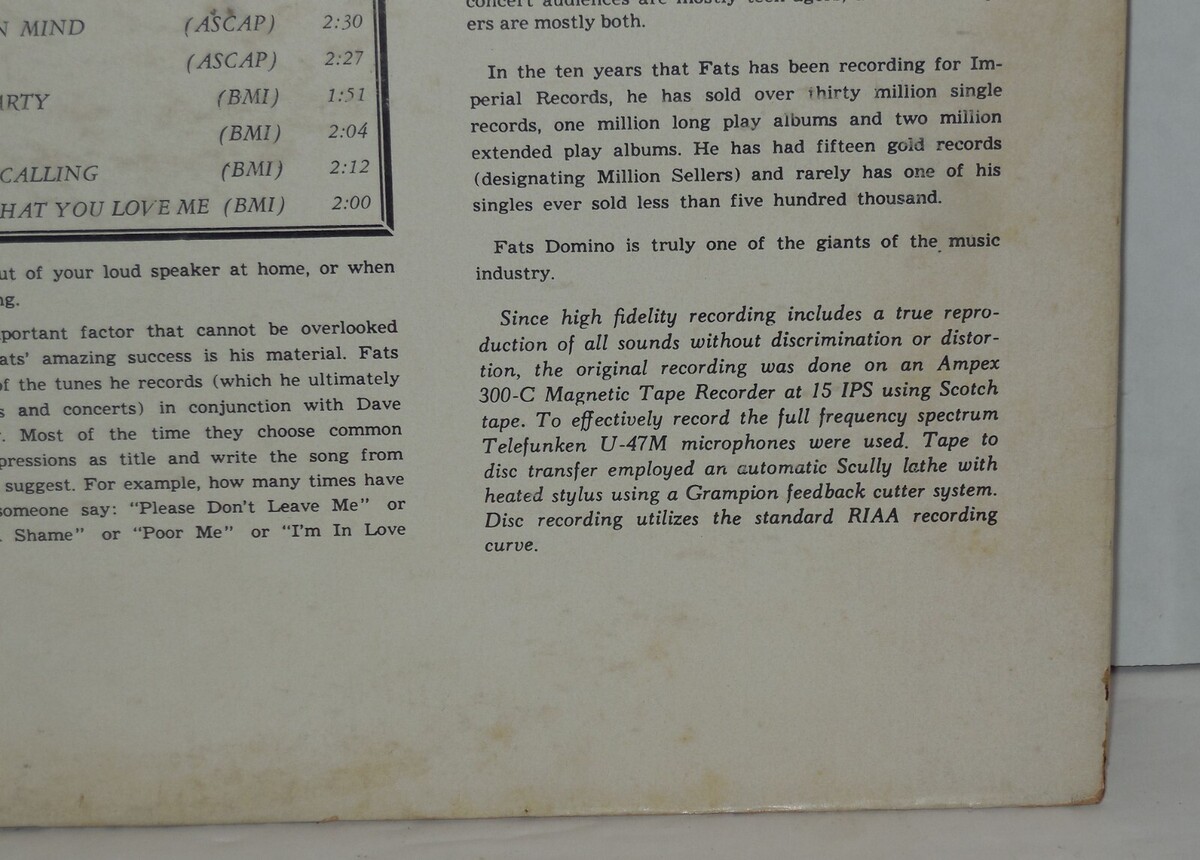 N MIND (ASCAP) 2:30
(ASCAP) 2:27
ARTY (BMI) 1:51
(BMI) 2:04
CALLING (BMI) 2:12
HAT YOU LOVE ME (BMI) 2:00
ut of your loud speaker at home, or when
ng.
portant factor that cannot be overlooked
ats' amazing success is his material. Fats
of the tunes he records (which he ultimately
s and concerts) in conjunction with Dave
. Most of the time they choose common
pressions as title and write the song from
suggest. For example, how many times have
someone say: "Please Don't Leave Me" or
. Shame" or "Poor Me" or "I'm In Love
concert audiences are mostly teen
ers are mostly both.
In the ten years that Fats has been recording for Im-
perial Records, he has sold over thirty million single
records, one million long play albums and two million
extended play albums. He has had fifteen gold records
(designating Million Sellers) and rarely has one of his
singles ever sold less than five hundred thousand.
Fats Domino is truly one of the giants of the music
industry.
Since high fidelity recording includes a true repro-
duction of all sounds without discrimination or distor-
tion, the original recording was done on an Ampex
300-C Magnetic Tape Recorder at 15 IPS using Scotch
tape. To effectively record the full frequency spectrum
Telefunken U-47M microphones were used. Tape to
disc transfer employed an automatic Scully lathe with
heated stylus using a Grampion feedback cutter system.
Disc recording utilizes the standard RIAA recording
curve.